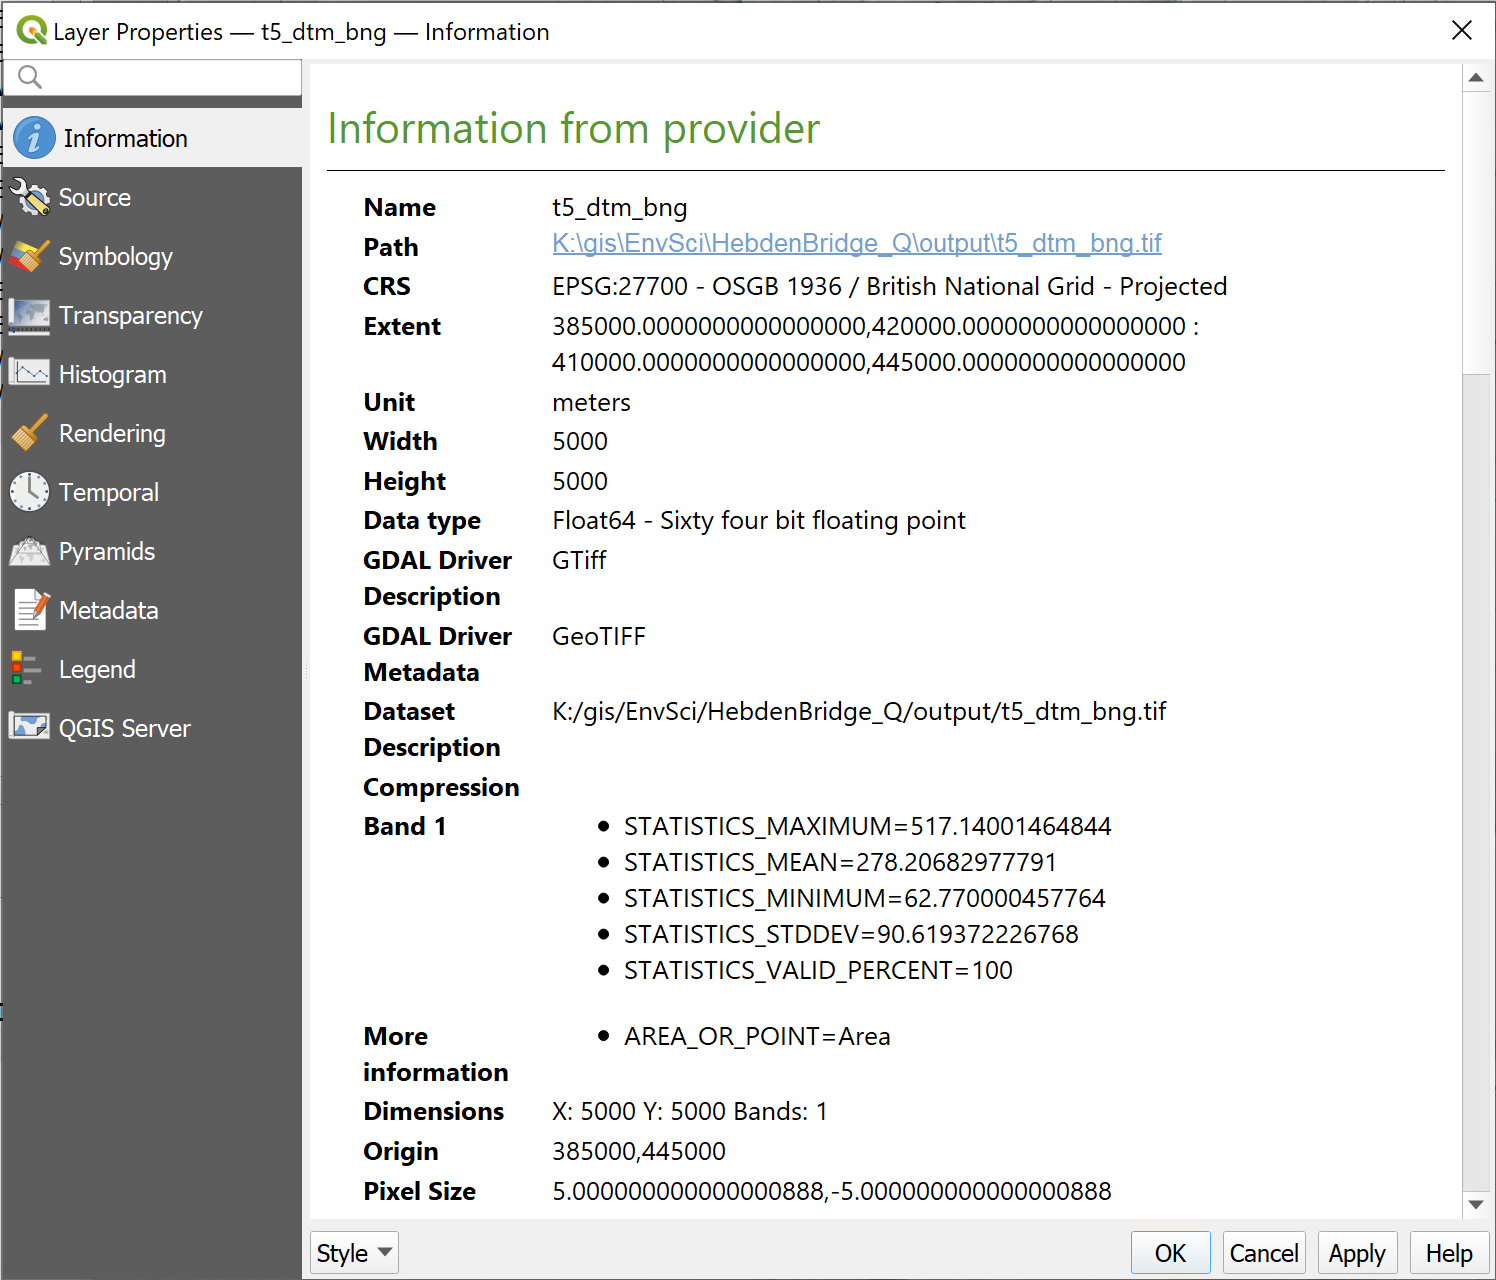 Layer Properties — t5_dtm_bng — Information
Information
Source
Symbology
Transparency
Histogram
Rendering
Temporal
Pyramids
Metadata
Legend
QGIS Server
Information from provider
Name t5_dtm_bng
Path K:\gis\EnvSci\HebdenBridge_Q\output\t5_dtm_bng.tif
CRS EPSG:27700 - OSGB 1936 / British National Grid - Projected
Extent 385000.0000000000000000,420000.0000000000000000 :
410000.0000000000000000,445000.0000000000000000
Unit meters
Width 5000
Height 5000
Data type Float64 - Sixty four bit floating point
GDAL Driver GTiff
Description
GDAL Driver GeoTIFF
Metadata
Dataset K:/gis/EnvSci/HebdenBridge_Q/output/t5_dtm_bng.tif
Description
Compression
Band 1 • STATISTICS_MAXIMUM=517.14001464844
• STATISTICS_MEAN=278.20682977791
• STATISTICS_MINIMUM=62.770000457764
• STATISTICS_STDDEV=90.619372226768
• STATISTICS_VALID_PERCENT=100
More • AREA_OR_POINT=Area
information
Dimensions X: 5000 Y: 5000 Bands: 1
Origin 385000,445000
Pixel Size 5.000000000000000888,-5.000000000000000888
Style
OK Cancel Apply Help